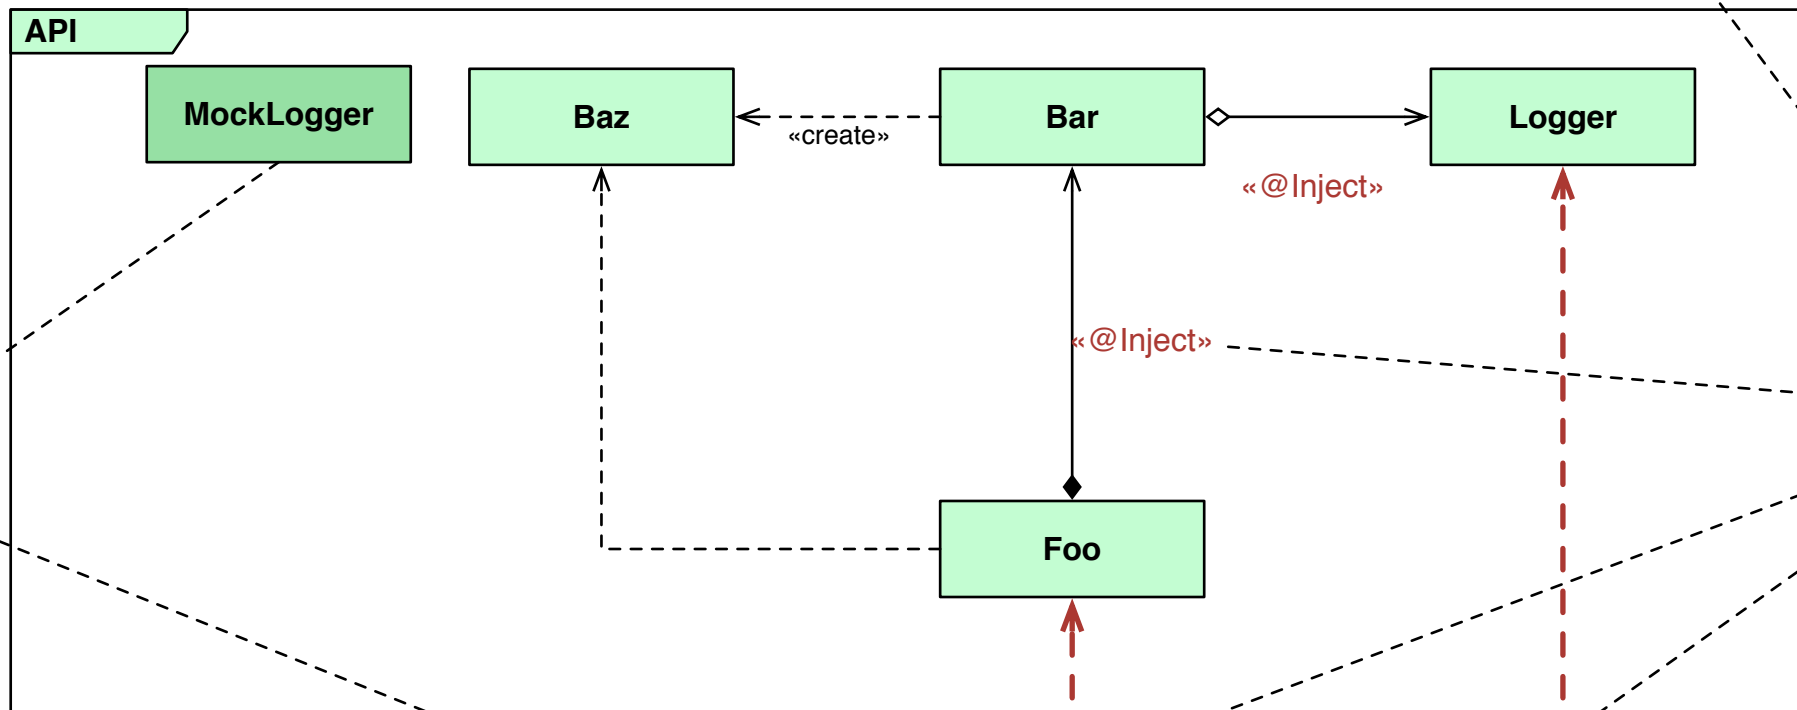 API
MockLogger
Baz
«create»
Bar
Logger
«@Inject»
«@Inject»
Foo